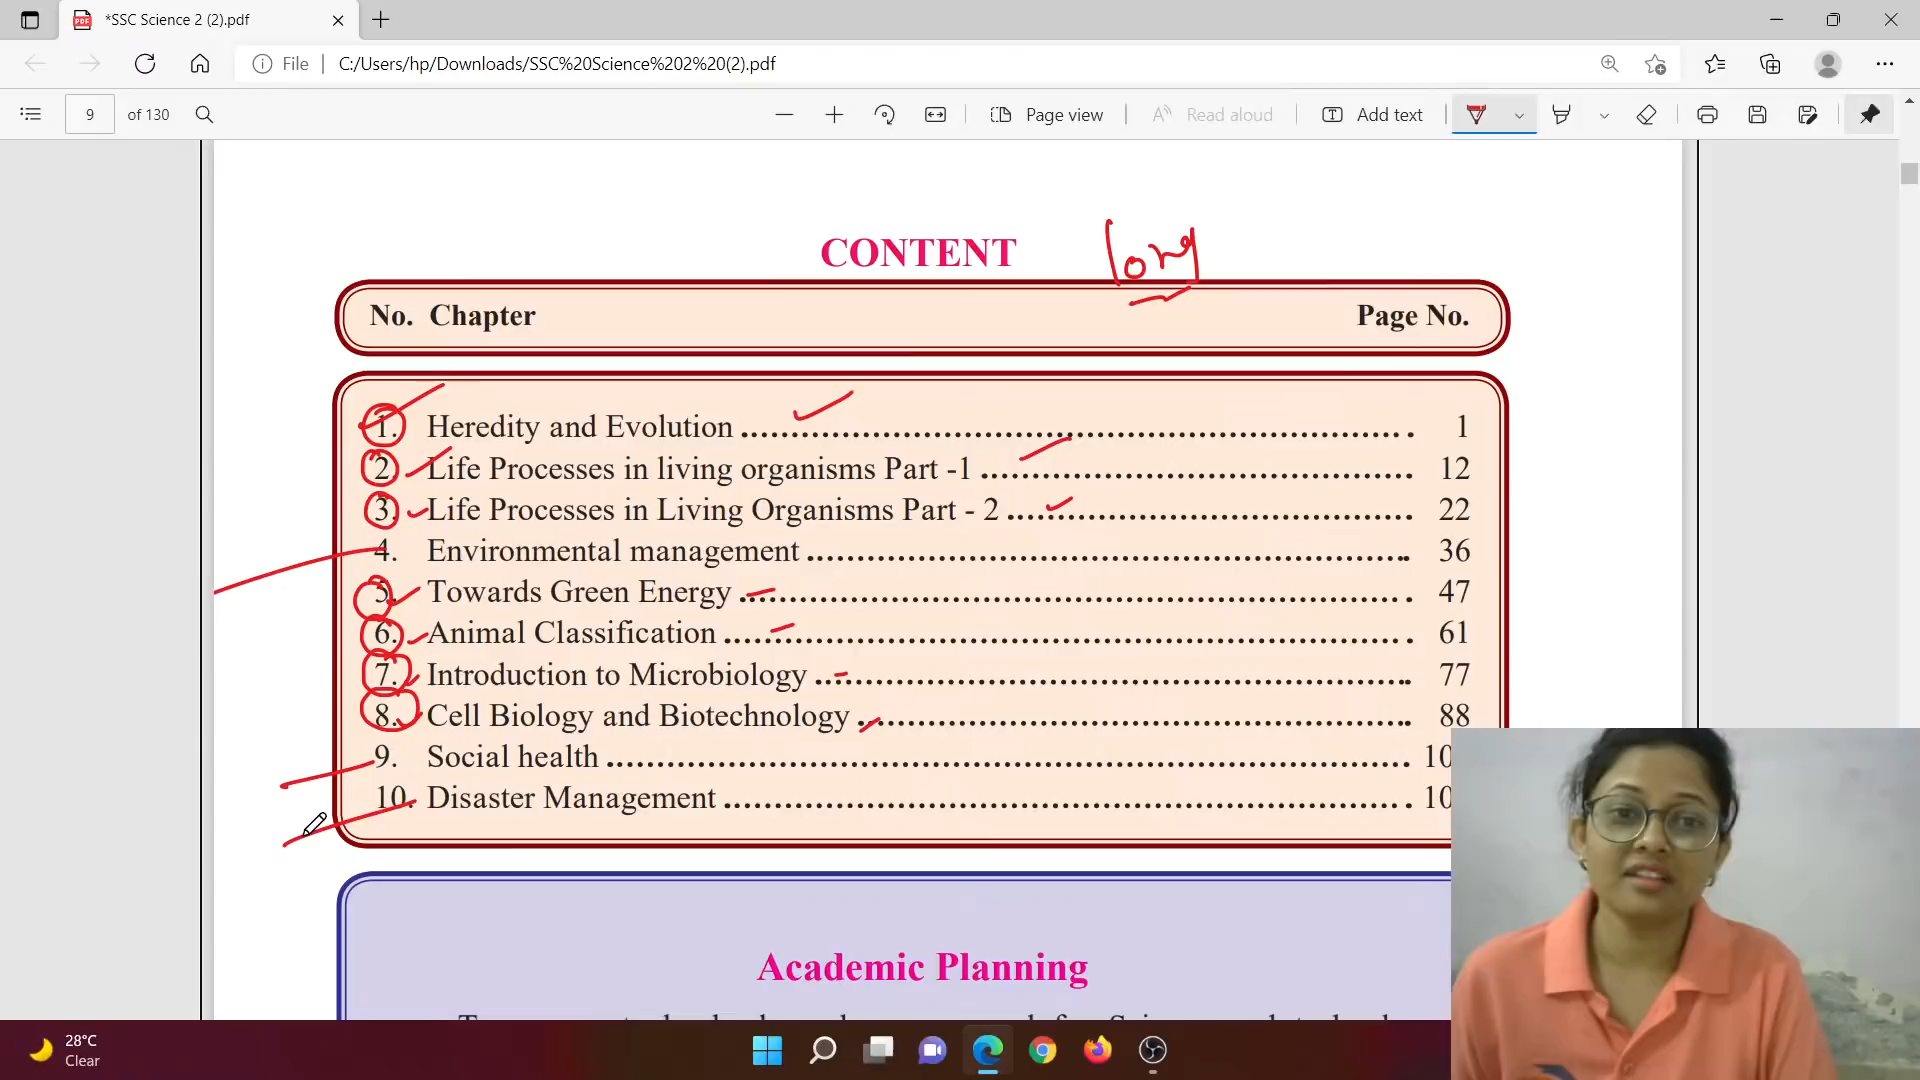 *SSC Science 2 (2).pdf
File
C:/Users/hp/Downloads/SSC%20Science%202%20(2).pdf
9 of 130
Page view
Read aloud
Add text
CONTENT
long
No. Chapter Page No.
1. Heredity and Evolution 1
2. Life Processes in living organisms Part -1 12
3. Life Processes in Living Organisms Part - 2 22
4. Environmental management 36
5. Towards Green Energy 47
6. Animal Classification 61
7. Introduction to Microbiology 77
8. Cell Biology and Biotechnology 88
9. Social health 10
10. Disaster Management 10
Academic Planning
28°C
Clear